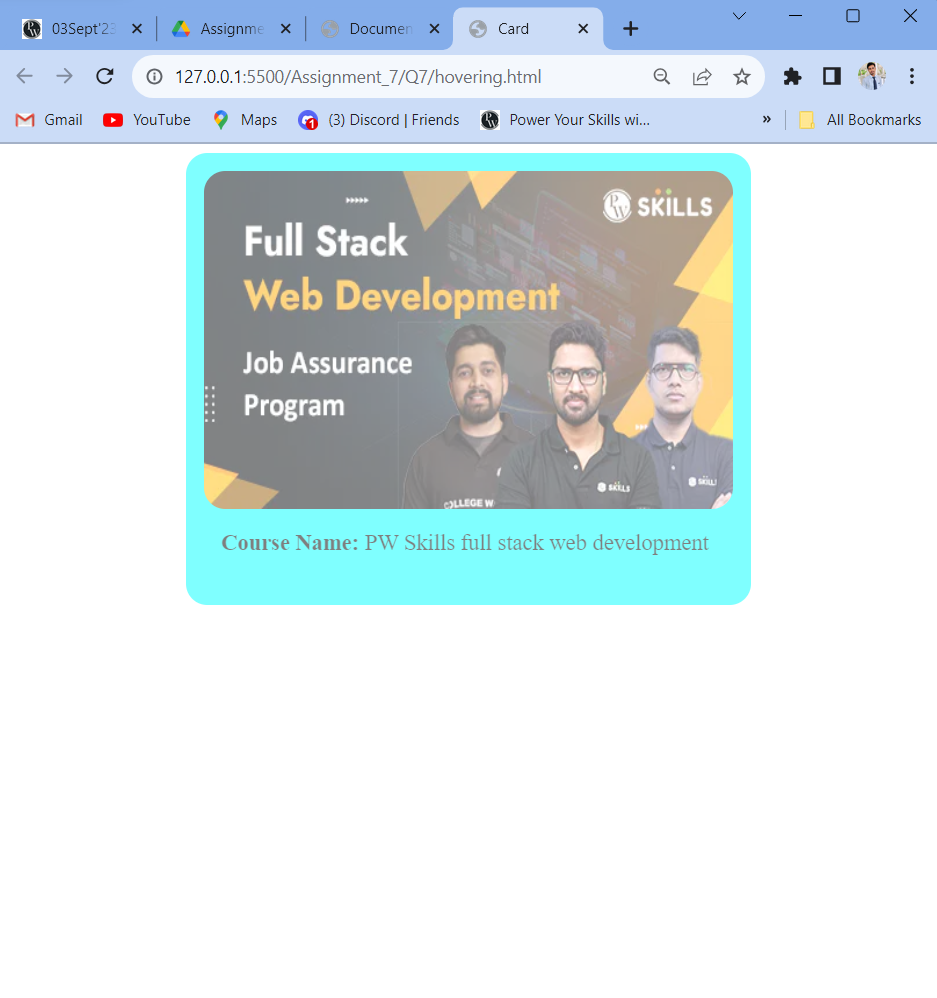 03Sept'23
Assignme
Documen
Card
127.0.0.1:5500/Assignment_7/Q7/hovering.html
Gmail
YouTube
Maps
1
(3) Discord | Friends
Power Your Skills wi...
»
All Bookmarks
PW SKILLS
Full Stack
Web Development
Job Assurance
Program
COLLEGE W
SKILLS
SKILLS
Course Name: PW Skills full stack web development